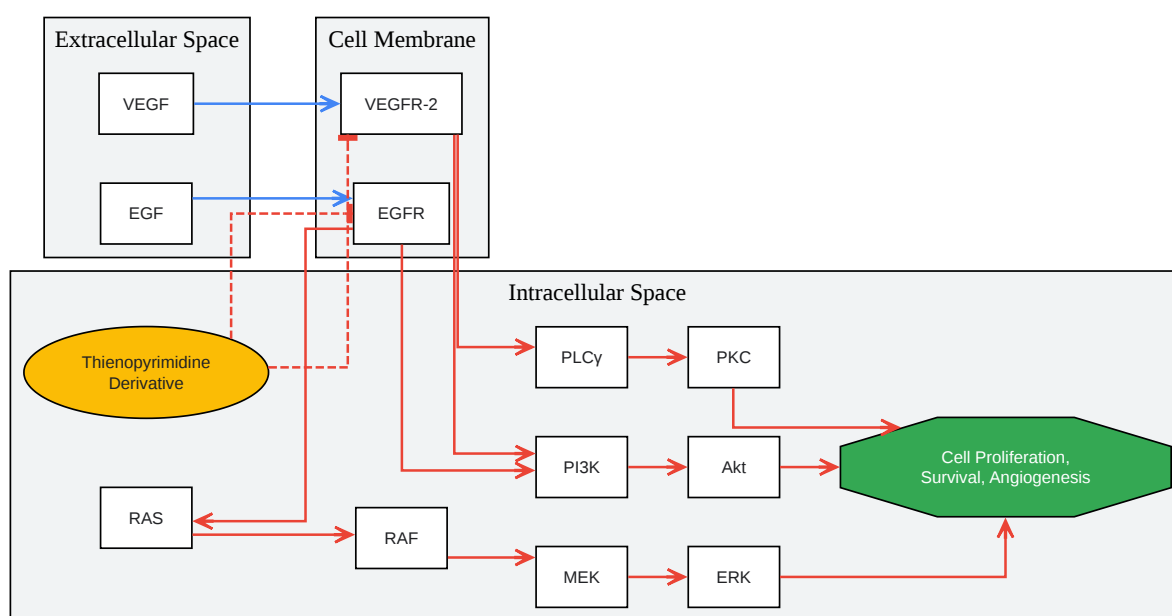 Extracellular Space
Cell Membrane
VEGF
VEGFR-2
EGF
EGFR
Intracellular Space
Thienopyrimidine
Derivative
PLCγ
PKC
Cell Proliferation,
Survival, Angiogenesis
PI3K
Akt
RAS
RAF
MEK
ERK